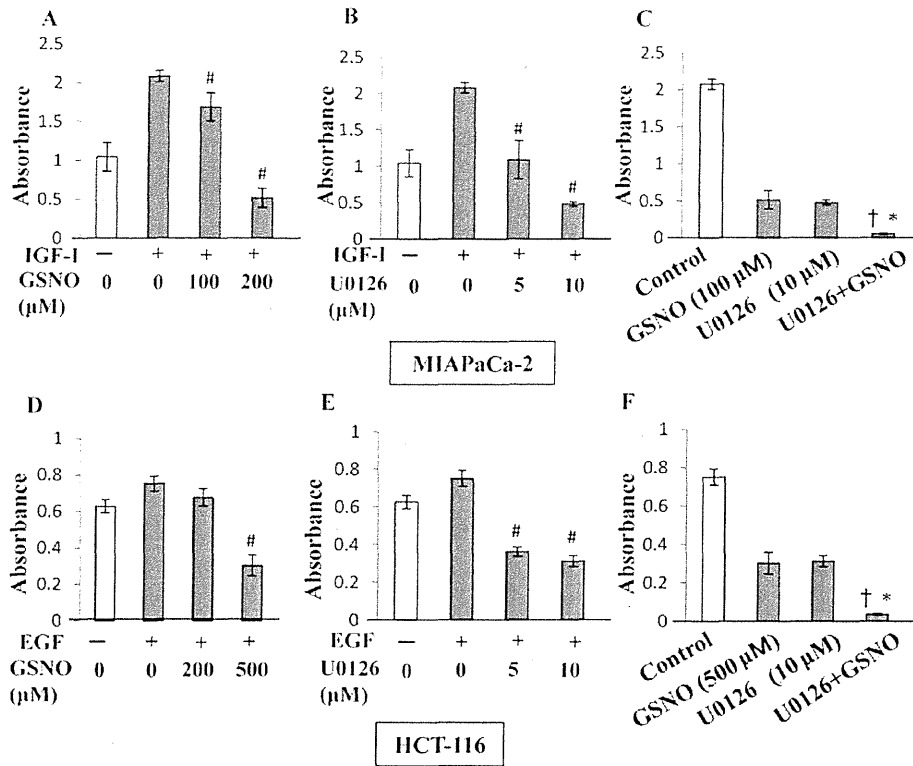 A
Absorbance
2.5
2
1.5
1
0.5
0
#
#
IGF-I — + + +
GSNO 0 0 100 200
(µM)
B
Absorbance
2.5
2
1.5
1
0.5
0
#
#
IGF-I — + + +
U0126 0 0 5 10
(µM)
C
Absorbance
2.5
2
1.5
1
0.5
0
† *
Control
GSNO (100 µM)
U0126 (10 µM)
U0126+GSNO
MIAPaCa-2
D
Absorbance
1
0.8
0.6
0.4
0.2
0
#
EGF — + + +
GSNO 0 0 200 500
(µM)
E
Absorbance
1
0.8
0.6
0.4
0.2
0
# #
EGF — + + +
U0126 0 0 5 10
(µM)
F
Absorbance
1
0.8
0.6
0.4
0.2
0
† *
Control
GSNO (500 µM)
U0126 (10 µM)
U0126+GSNO
HCT-116